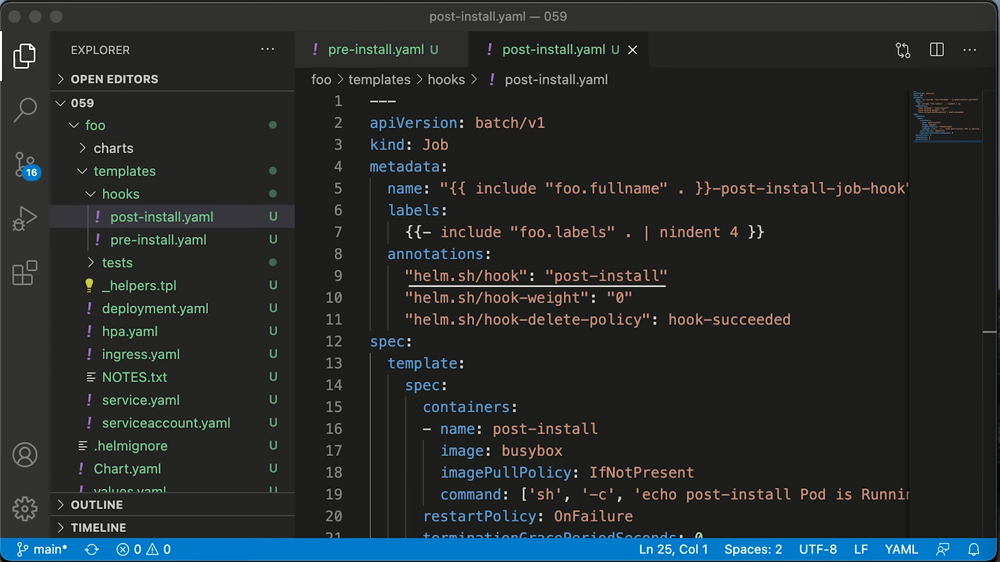 post-install.yaml — 059
EXPLORER
OPEN EDITORS
059
foo
charts
templates
hooks
post-install.yaml U
pre-install.yaml U
tests
_helpers.tpl U
deployment.yaml U
hpa.yaml U
ingress.yaml U
NOTES.txt U
service.yaml U
serviceaccount.yaml U
.helmignore U
Chart.yaml U
values.yaml U
OUTLINE
TIMELINE
16
! pre-install.yaml U
! post-install.yaml U
foo > templates > hooks > ! post-install.yaml
1 ---
2 apiVersion: batch/v1
3 kind: Job
4 metadata:
5 name: "{{ include "foo.fullname" . }}-post-install-job-hook"
6 labels:
7 {{- include "foo.labels" . | nindent 4 }}
8 annotations:
9 "helm.sh/hook": "post-install"
10 "helm.sh/hook-weight": "0"
11 "helm.sh/hook-delete-policy": hook-succeeded
12 spec:
13 template:
14 spec:
15 containers:
16 - name: post-install
17 image: busybox
18 imagePullPolicy: IfNotPresent
19 command: ['sh', '-c', 'echo post-install Pod is Runnin
20 restartPolicy: OnFailure
21 terminationGracePeriodSeconds: 0
main* 0 0
Ln 25, Col 1 Spaces: 2 UTF-8 LF YAML